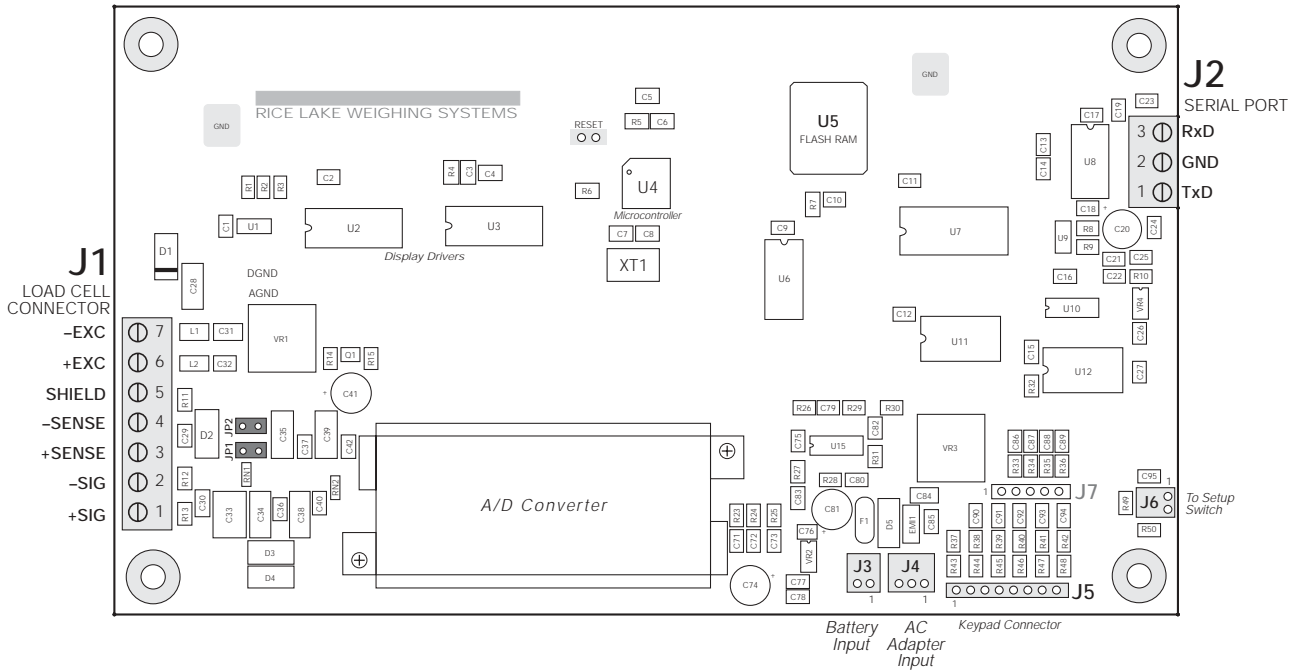 J2
SERIAL PORT
GND
GND
RICE LAKE WEIGHING SYSTEMS
RESET
C5
R5
C6
U5
FLASH RAM
C23
C19
C17
3 RxD
2 GND
1 TxD
U8
C13
C14
R4
C3
C4
C2
R1
R2
R3
R6
U4
Microcontroller
C11
R7
C10
C18
+
C20
C24
C1
U1
U2
U3
Display Drivers
C7
C8
XT1
C9
U6
U7
U9
R8
R9
C21
C25
C16
C22
R10
VR4
U10
C26
D1
C28
J1
LOAD CELL
CONNECTOR
DGND
AGND
VR1
–EXC 7
+EXC 6
SHIELD 5
–SENSE 4
+SENSE 3
–SIG 2
+SIG 1
L1
C31
L2
C32
R14
Q1
R15
+
C41
C12
U11
C15
R32
U12
C27
R11
C29
D2
JP2
JP1
C35
C37
C39
C42
R12
RN1
RN2
R13
C30
C33
C34
C36
C38
C40
D3
D4
A/D Converter
R26
C79
R29
R30
C75
U15
C82
R31
VR3
C86
C87
C88
C89
R33
R34
R35
R36
R27
C83
R28
C80
C81
+
F1
D5
C84
EMI1
C85
1
J7
C95
1
R49
J6
R50
To Setup
Switch
R23
R24
R25
C71
C72
C73
C76
VR2
C74
+
C77
C78
C90
C91
C92
C93
C94
R37
R38
R39
R40
R41
R42
R43
R44
R45
R46
R47
R48
J3
1
J4
1
J5
1
Battery
Input
AC
Adapter
Input
Keypad Connector